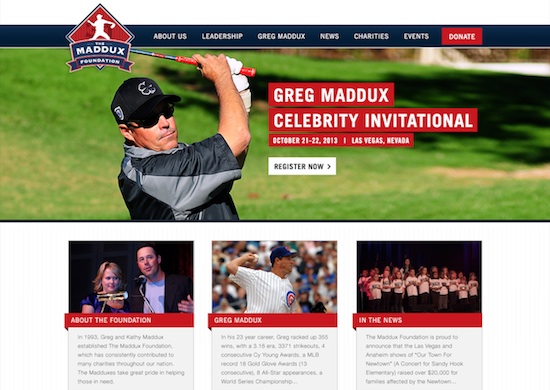 THE
MADDUX
FOUNDATION
ABOUT US LEADERSHIP GREG MADDUX NEWS CHARITIES EVENTS DONATE
GREG MADDUX
CELEBRITY INVITATIONAL
OCTOBER 21-22, 2013 | LAS VEGAS, NEVADA
REGISTER NOW >
ABOUT THE FOUNDATION
In 1993, Greg and Kathy Maddux
established The Maddux Foundation,
which has consistently contributed to
many charities throughout our nation.
The Madduxes take great pride in helping
those in need.
GREG MADDUX
In his 23 year career, Greg racked up 355
wins, with a 3.16 era, 3371 strikeouts, 4
consecutive Cy Young Awards, a MLB
record 18 Gold Glove Awards (13
consecutive), 8 All-Star appearances, a
World Series Championship...
IN THE NEWS
The Maddux Foundation is proud to
announce that the Las Vegas and
Anaheim shows of "Our Town For
Newtown" (A Concert for Sandy Hook
Elementary) raised over $20,000 for
families affected by the Newtown...